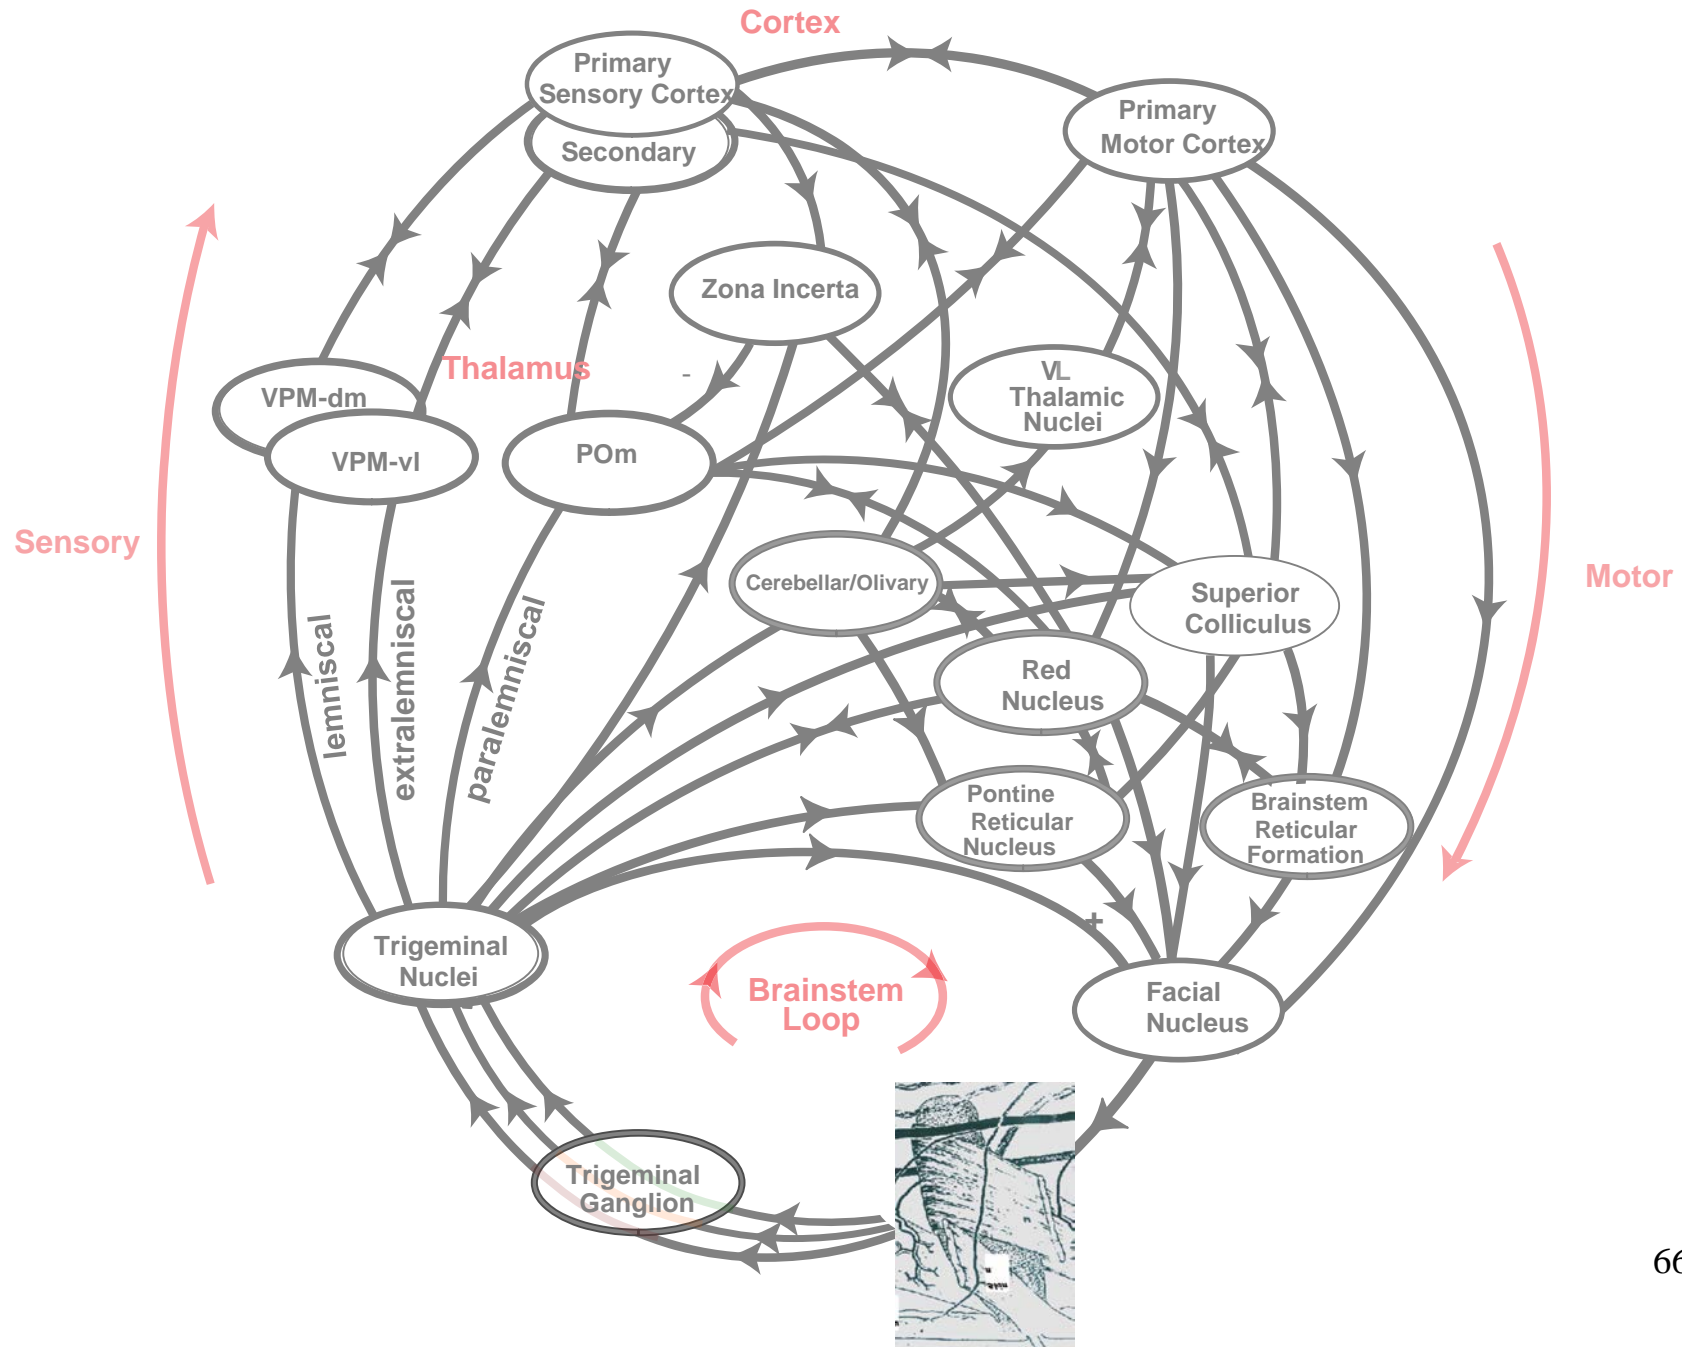 Cortex
Primary
Sensory Cortex
Secondary
Primary
Motor Cortex
Zona Incerta
Thalamus
-
VPM-dm
VPM-vl
POm
VL
Thalamic
Nuclei
Sensory
Motor
lemniscal
extralemniscal
paralemniscal
Cerebellar/Olivary
Superior
Colliculus
Red
Nucleus
Pontine
Reticular
Nucleus
Brainstem
Reticular
Formation
+
Trigeminal
Nuclei
Brainstem
Loop
Facial
Nucleus
Trigeminal
Ganglion
66